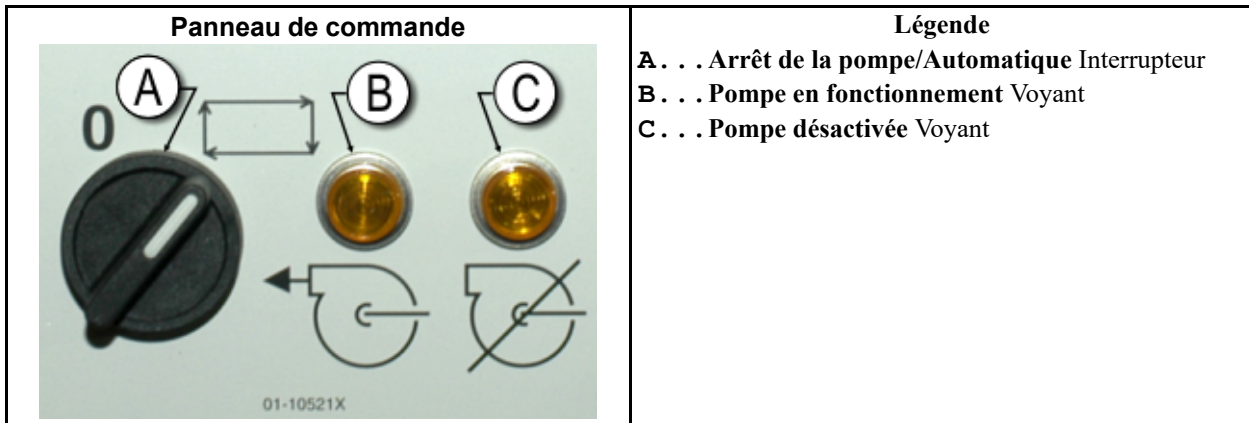 Panneau de commande
A
B
C
0
01-10521X
Légende
A. . . Arrêt de la pompe/Automatique Interrupteur
B. . . Pompe en fonctionnement Voyant
C. . . Pompe désactivée Voyant